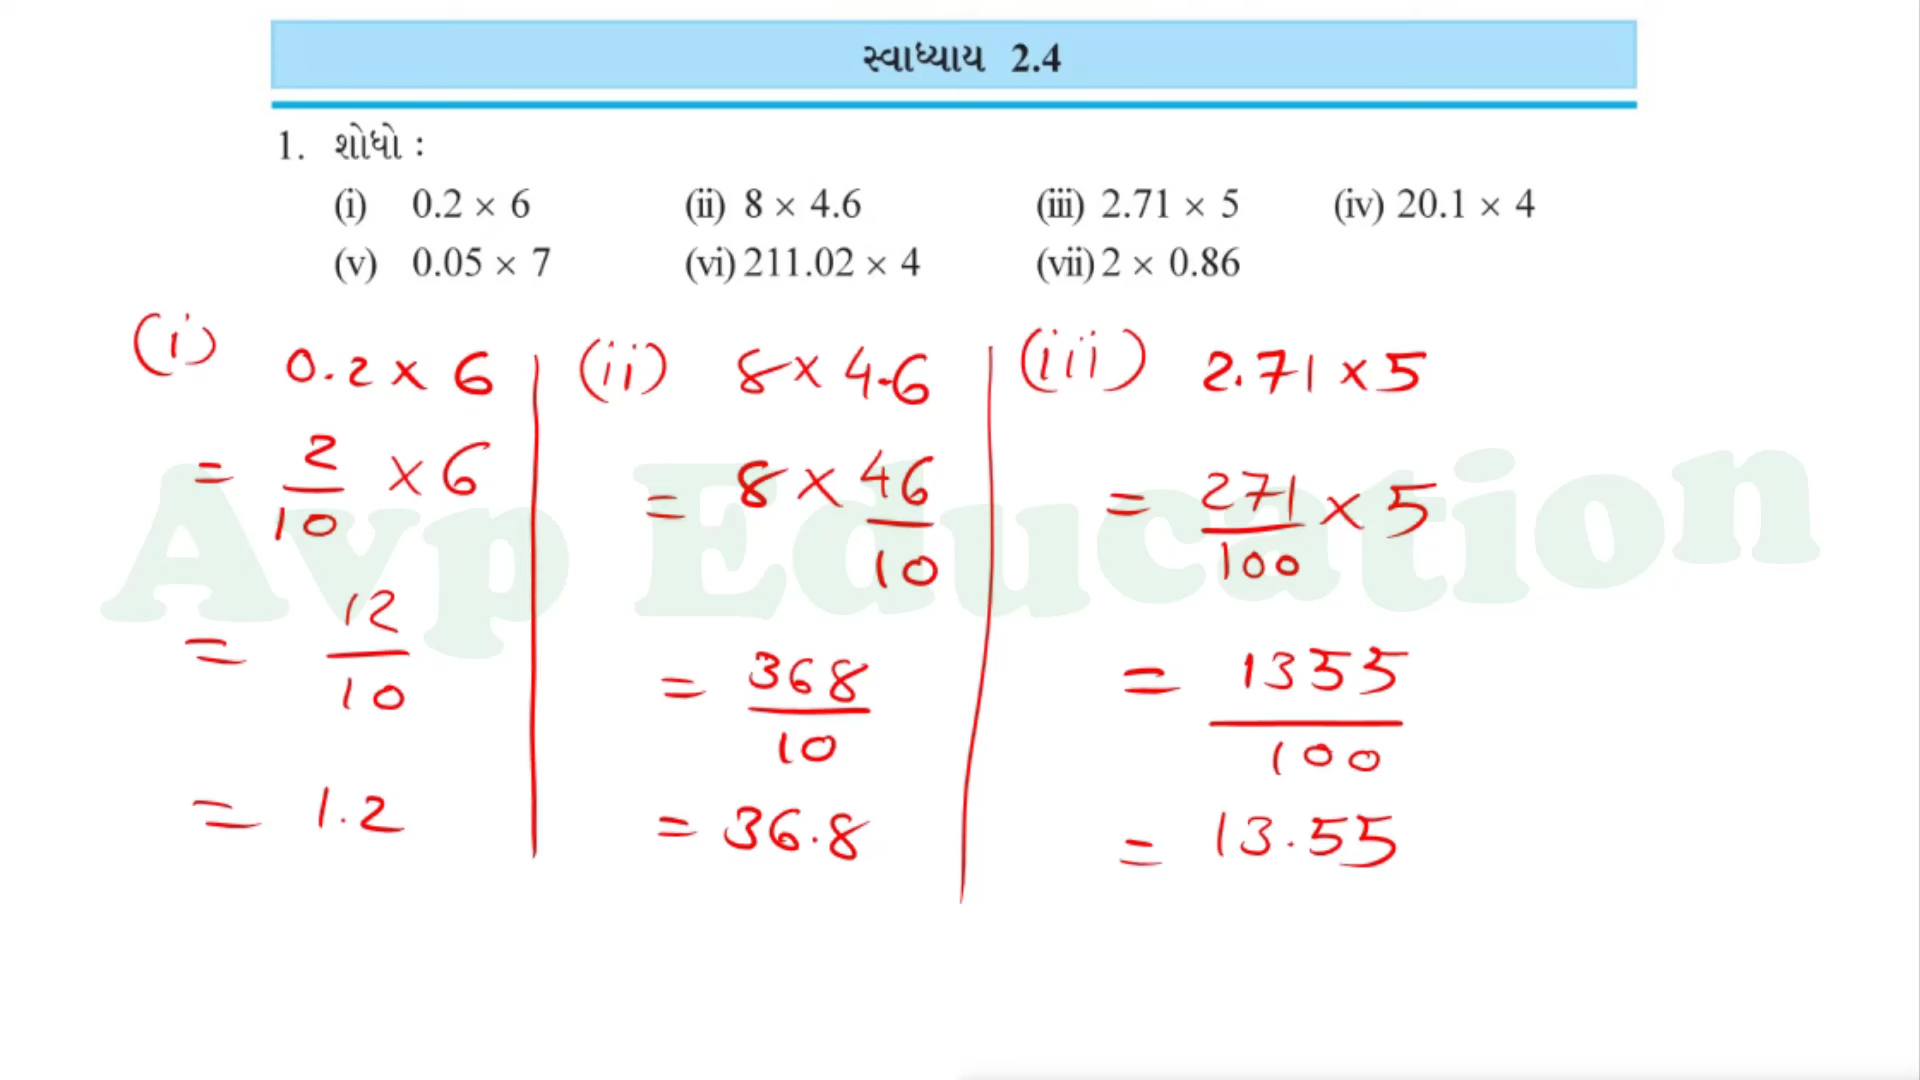 સ્વાધ્યાય 2.4
1. શોધો :
(i) 0.2 × 6 (ii) 8 × 4.6 (iii) 2.71 × 5 (iv) 20.1 × 4
(v) 0.05 × 7 (vi) 211.02 × 4 (vii) 2 × 0.86
(i) 0.2 × 6
= 2/10 × 6
= 12/10
= 1.2
(ii) 8 × 4.6
= 8 × 46/10
= 368/10
= 36.8
(iii) 2.71 × 5
= 271/100 × 5
= 1355/100
= 13.55
Avp Education